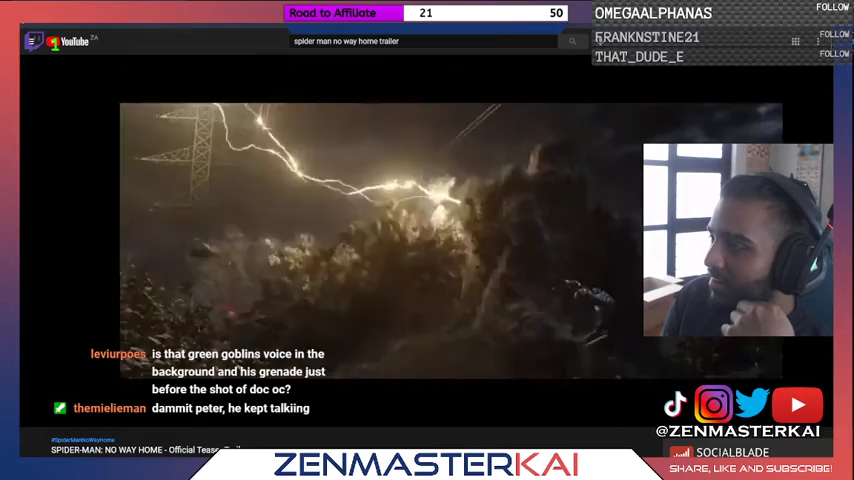 Road to Affiliate 21 50
OMEGAALPHANAS FOLLOW
FRANKNSTINE21 FOLLOW
THAT_DUDE_E FOLLOW
YouTube ZA
spider man no way home trailer
leviurpoes is that green goblins voice in the
background and his grenade just
before the shot of doc oc?
themielieman dammit peter, he kept talkiing
@ZENMASTERKAI
#SpiderManNoWayHome
SPIDER-MAN: NO WAY HOME - Official Teaser
SOCIALBLADE
ZENMASTERKAI
SHARE, LIKE AND SUBSCRIBE!